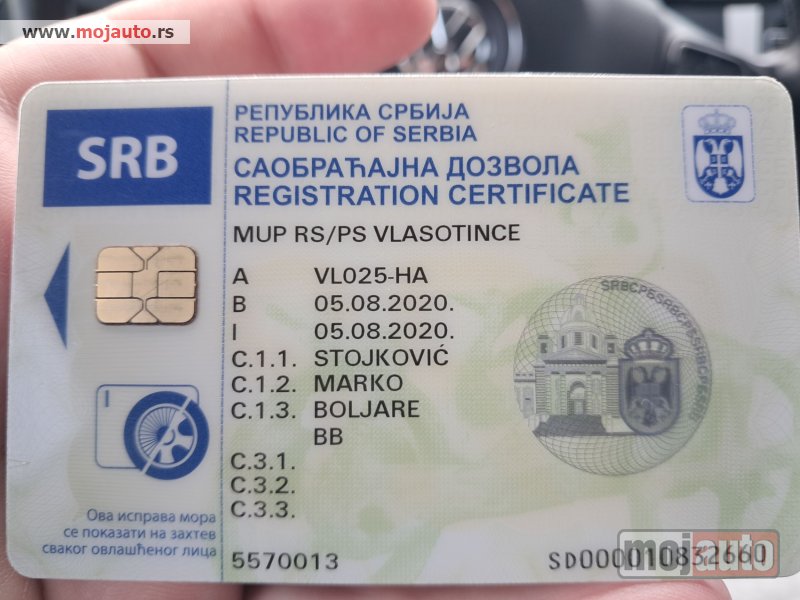 www.mojauto.rs
SRB
РЕПУБЛИКА СРБИЈА
REPUBLIC OF SERBIA
САОБРАЋАЈНА ДОЗВОЛА
REGISTRATION CERTIFICATE
MUP RS/PS VLASOTINCE
A VL025-HA
B 05.08.2020.
I 05.08.2020.
C.1.1. STOJKOVIĆ
C.1.2. MARKO
C.1.3. BOLJARE
BB
C.3.1.
C.3.2.
C.3.3.
I
Ова исправа мора
се показати на захтев
сваког овлашћеног лица
5570013
SD000010832660
mojauto